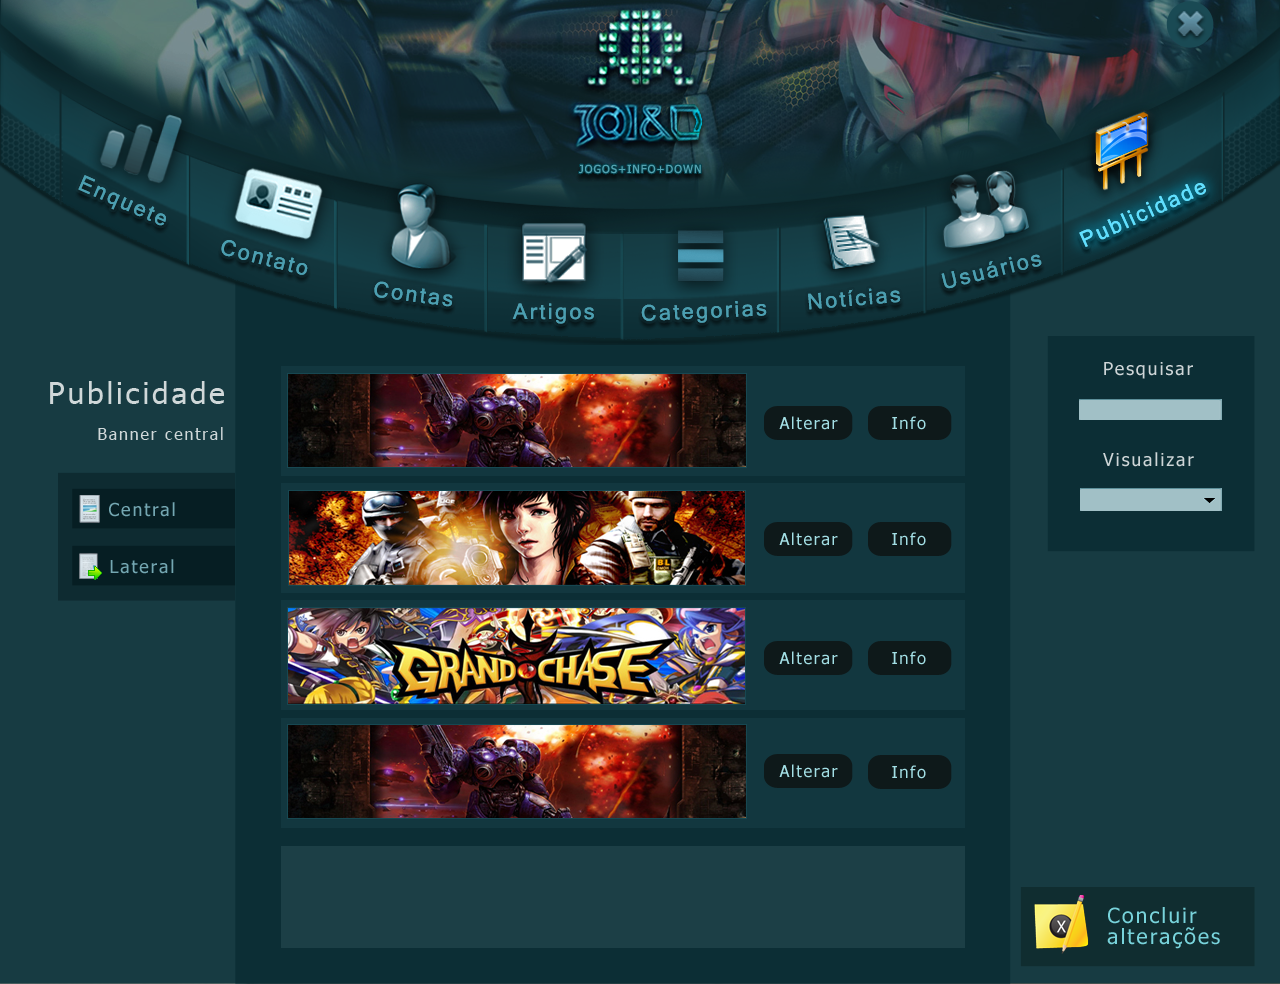 JOI&D
JOGOS+INFO+DOWN
Enquete
Contato
Contas
Artigos
Categorias
Notícias
Usuários
Publicidade
Publicidade
Banner central
Central
Lateral
Alterar
Info
Alterar
Info
GRAND CHASE
Alterar
Info
Alterar
Info
Pesquisar
Visualizar
X
Concluir
alterações